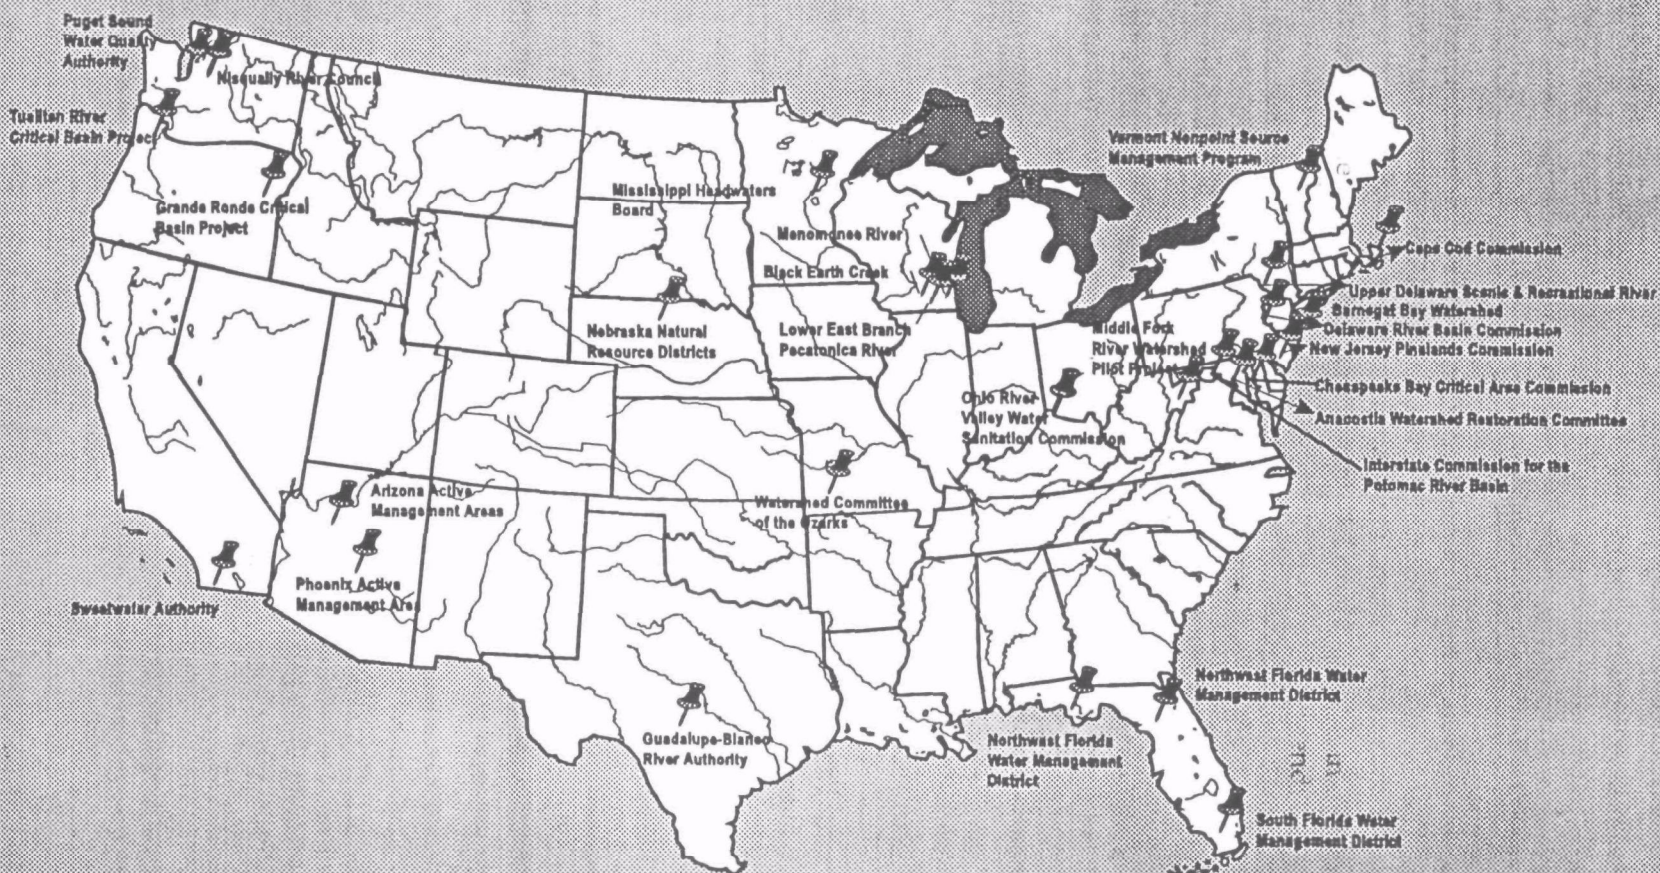 Puget Sound
Water Quality
Authority
Nisqually River Council
Tualitan River
Critical Basin Project
Grande Ronde Critical
Basin Project
Mississippi Headwaters
Board
Menomonee River
Black Earth Creek
Nebraska Natural
Resource Districts
Lower East Branch
Pecatonica River
Vermont Nonpoint Source
Management Program
Cape Cod Commission
Upper Delaware Scenic & Recreational River
Barnegat Bay Watershed
Delaware River Basin Commission
New Jersey Pinelands Commission
Middle Fork
River Watershed
Pilot Project
Chesapeake Bay Critical Area Commission
Anacostia Watershed Restoration Committee
Interstate Commission for the
Potomac River Basin
Ohio River
Valley Water
Sanitation Commission
Arizona Active
Management Areas
Watershed Committee
of the Ozarks
Phoenix Active
Management Area
Sweetwater Authority
Guadalupe-Blanco
River Authority
Northwest Florida
Water Management
District
Northwest Florida Water
Management District
South Florida Water
Management District